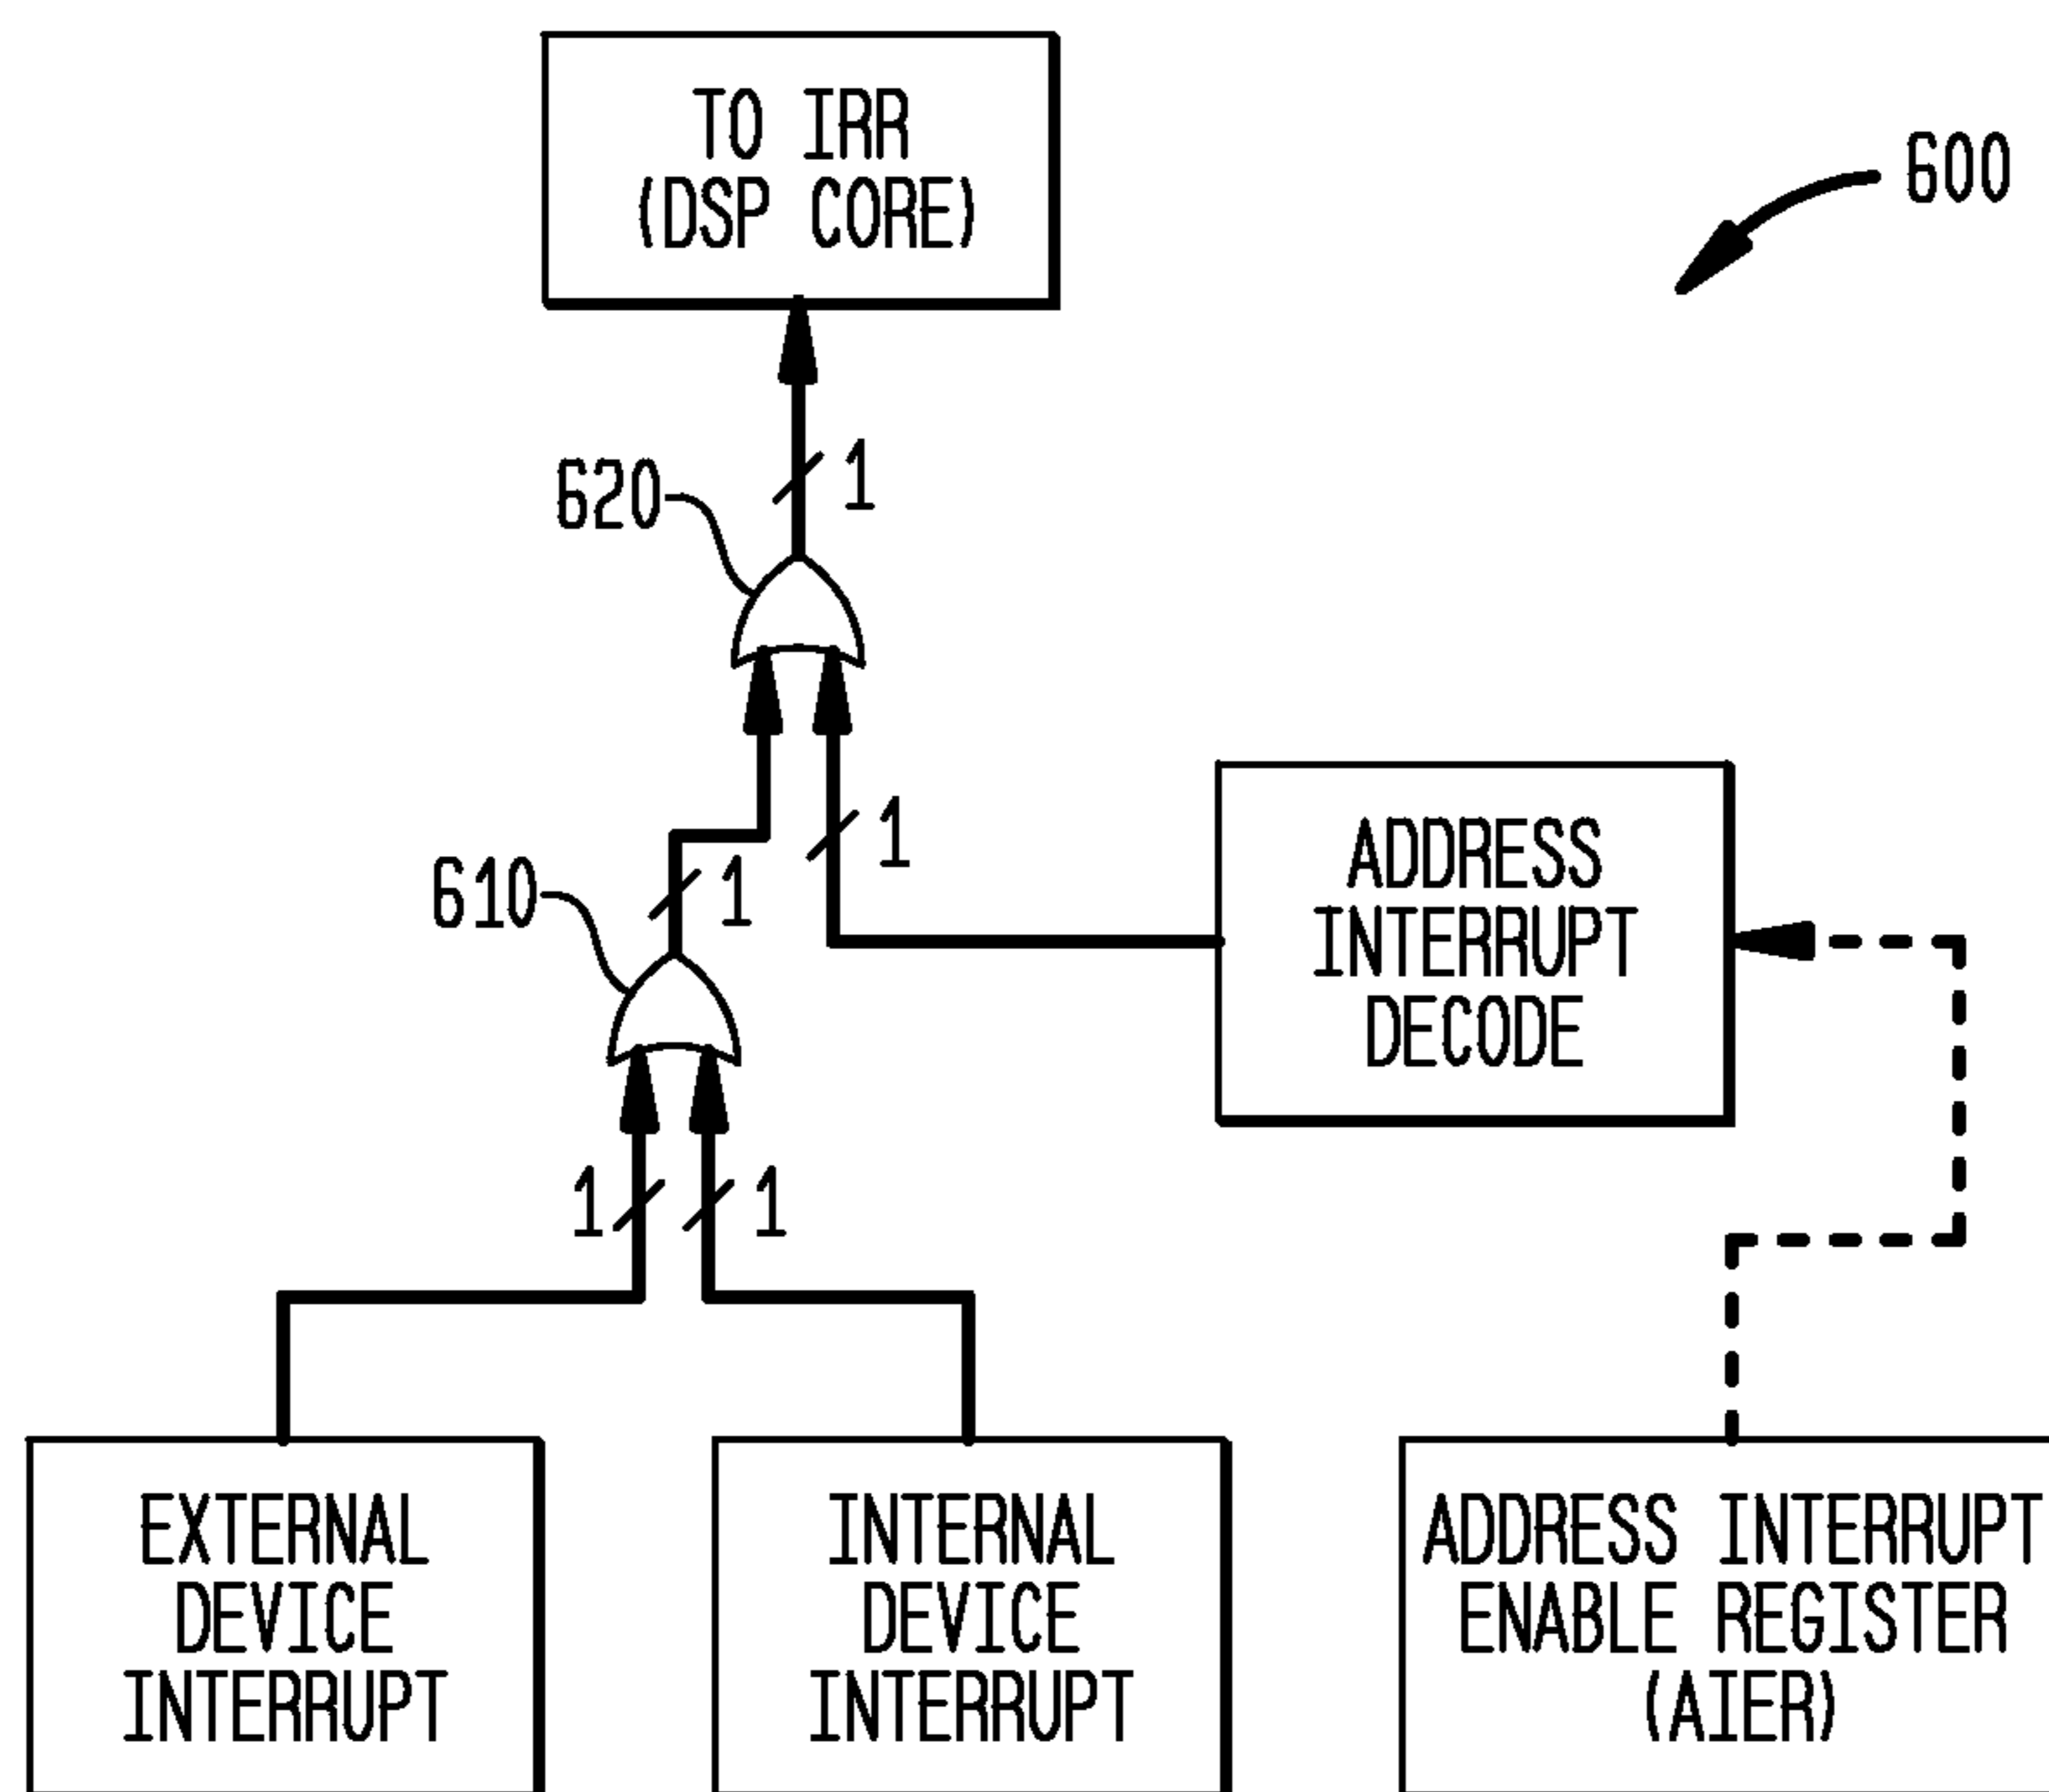 TO IRR
(DSP CORE)
600
620
1
1
610
1
ADDRESS
INTERRUPT
DECODE
1
1
EXTERNAL
DEVICE
INTERRUPT
INTERNAL
DEVICE
INTERRUPT
ADDRESS INTERRUPT
ENABLE REGISTER
(AIER)